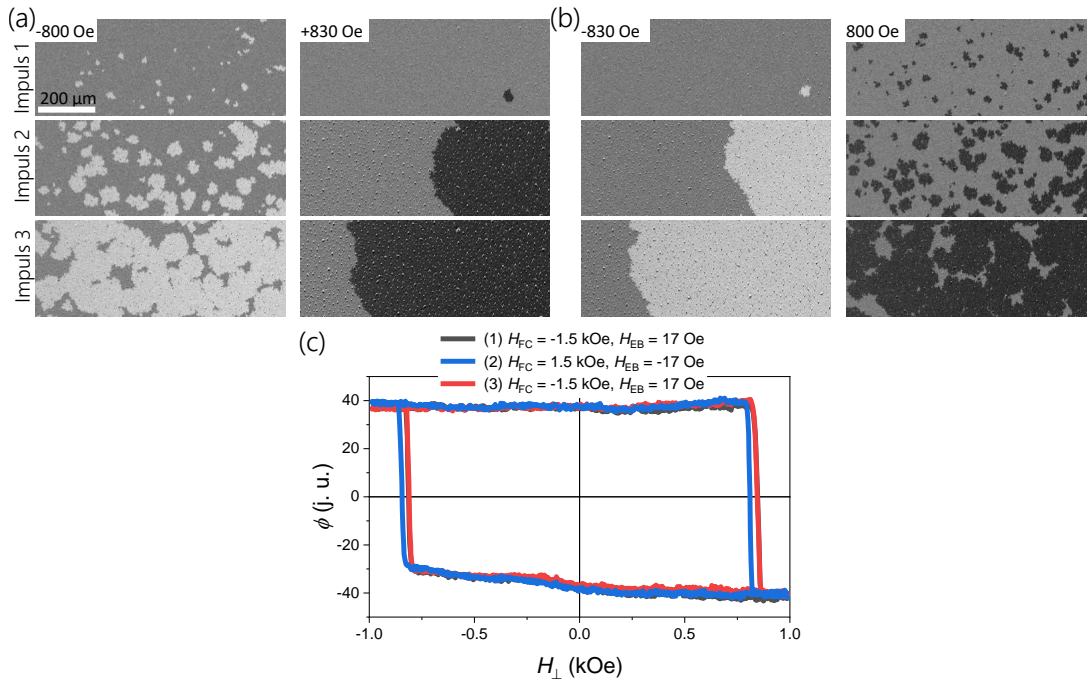 (a)
-800 Oe
+830 Oe
(b)
-830 Oe
800 Oe
Impuls 1
200 µm
Impuls 2
Impuls 3
(c)
(1) H_FC = -1.5 kOe, H_EB = 17 Oe
(2) H_FC = 1.5 kOe, H_EB = -17 Oe
(3) H_FC = -1.5 kOe, H_EB = 17 Oe
40
20
0
-20
-40
ϕ (j. u.)
-1.0
-0.5
0.0
0.5
1.0
H⊥ (kOe)